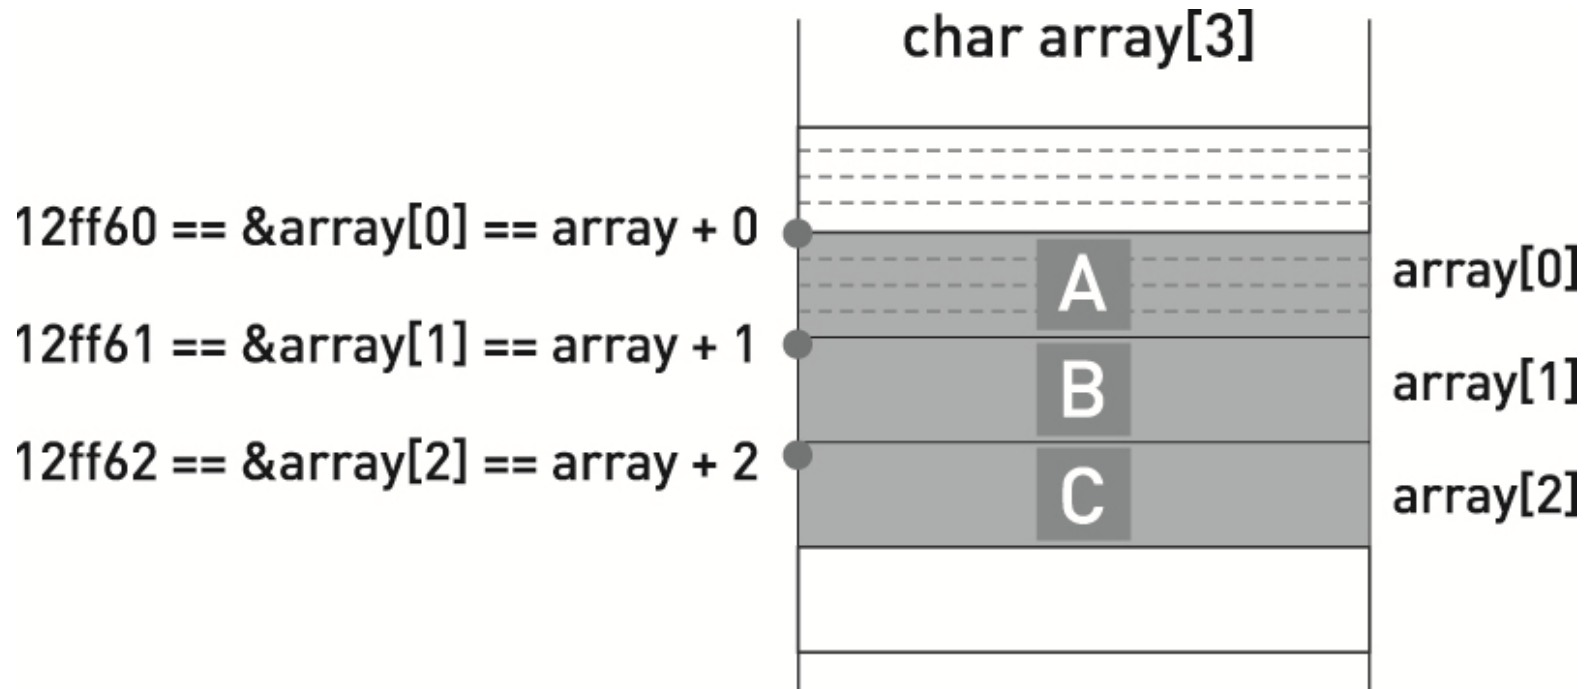 char array[3]
12ff60 == &array[0] == array + 0
A
array[0]
12ff61 == &array[1] == array + 1
B
array[1]
12ff62 == &array[2] == array + 2
C
array[2]